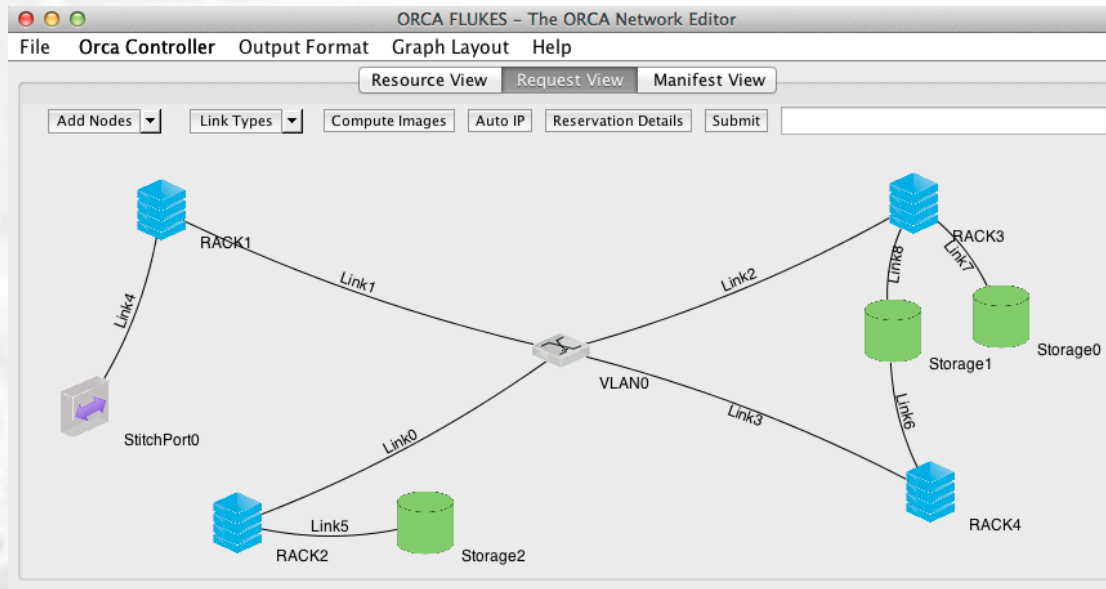 ORCA FLUKES – The ORCA Network Editor
File Orca Controller Output Format Graph Layout Help
Resource View Request View Manifest View
Add Nodes Link Types Compute Images Auto IP Reservation Details Submit
RACK1
RACK3
Link1
Link2
Link8
Link7
Link4
Storage0
Storage1
VLAN0
Link6
Link3
StitchPort0
Link0
Link5
RACK4
RACK2
Storage2